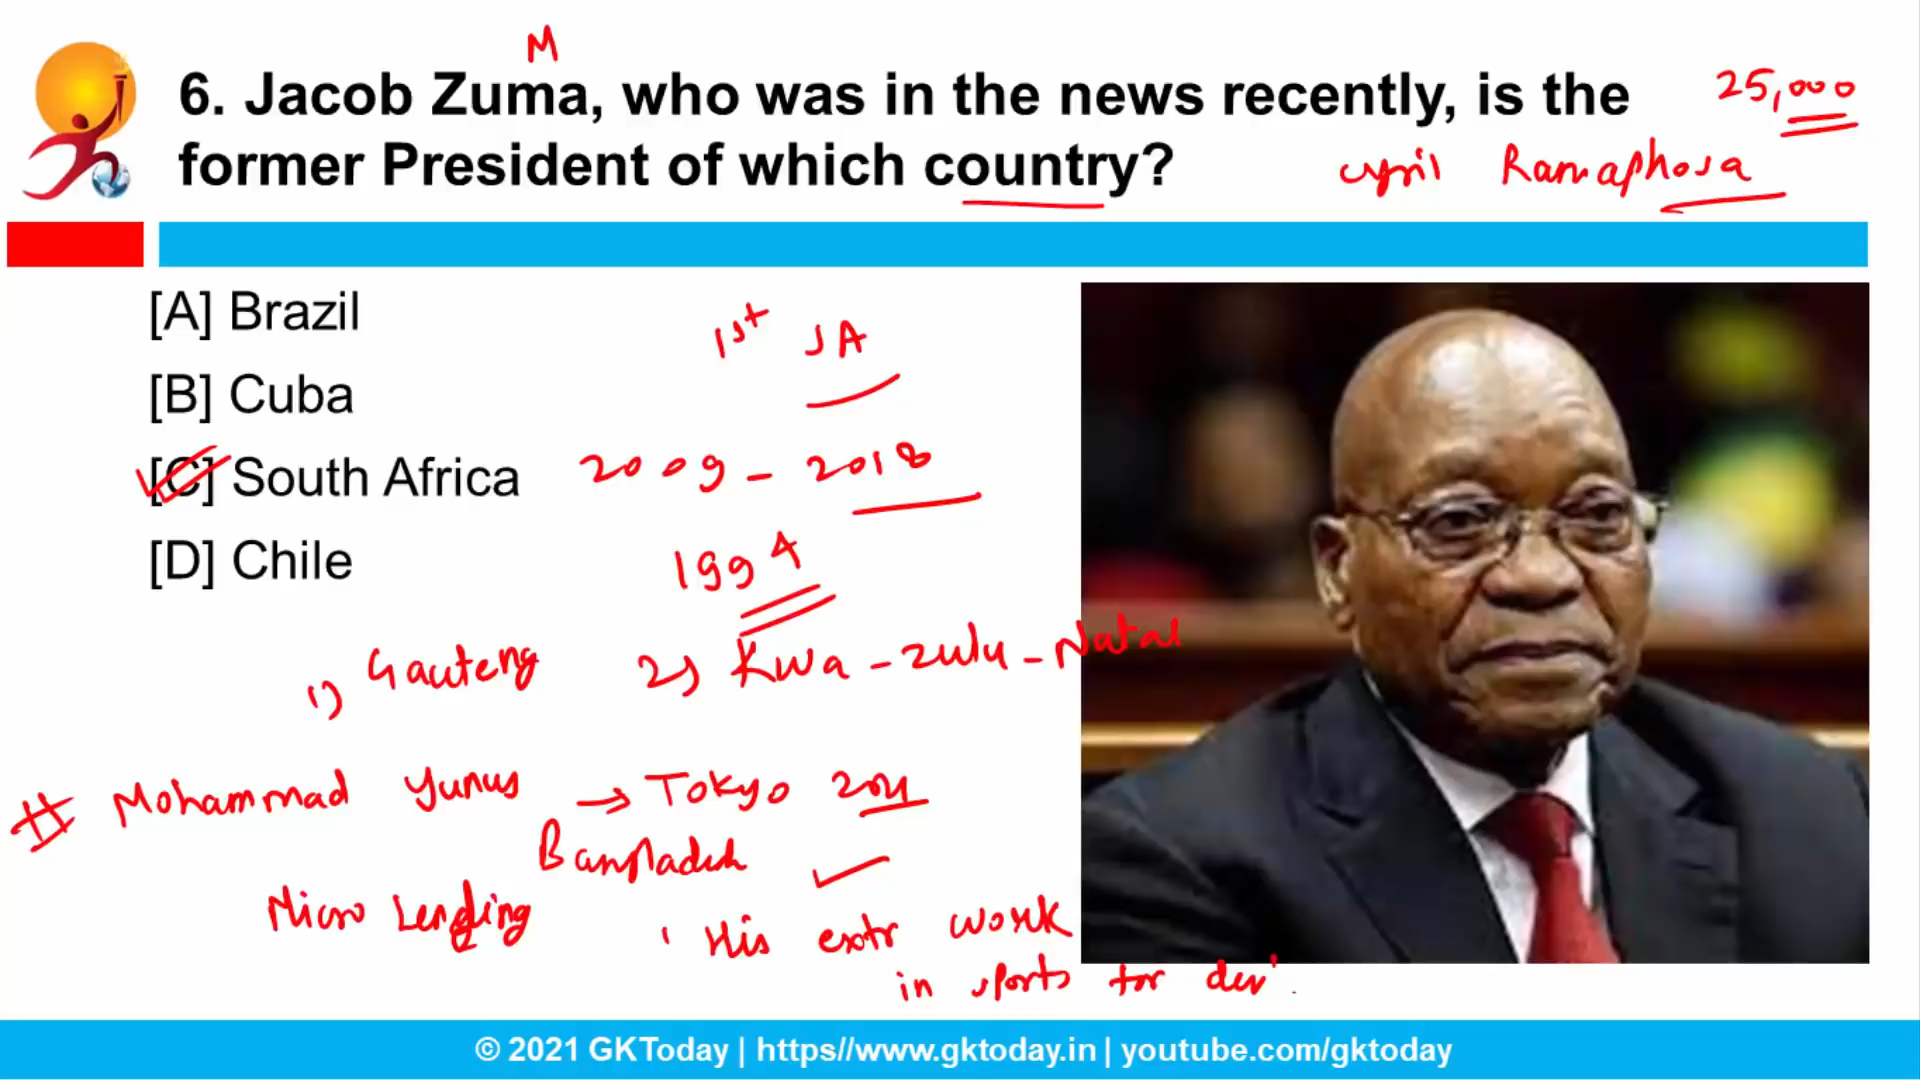 M
6. Jacob Zuma, who was in the news recently, is the
former President of which country?
25,000
Cyril Ramaphosa
[A] Brazil
[B] Cuba
[C] South Africa
[D] Chile
1st SA
2009 - 2018
1994
1) Gauteng 2) Kwa - Zulu - Natal
# Mohammad Yunus → Tokyo 2021
Bangladesh
Micro Lending
' His extr work
in sports for dev'.
© 2021 GKToday | https//www.gktoday.in | youtube.com/gktoday